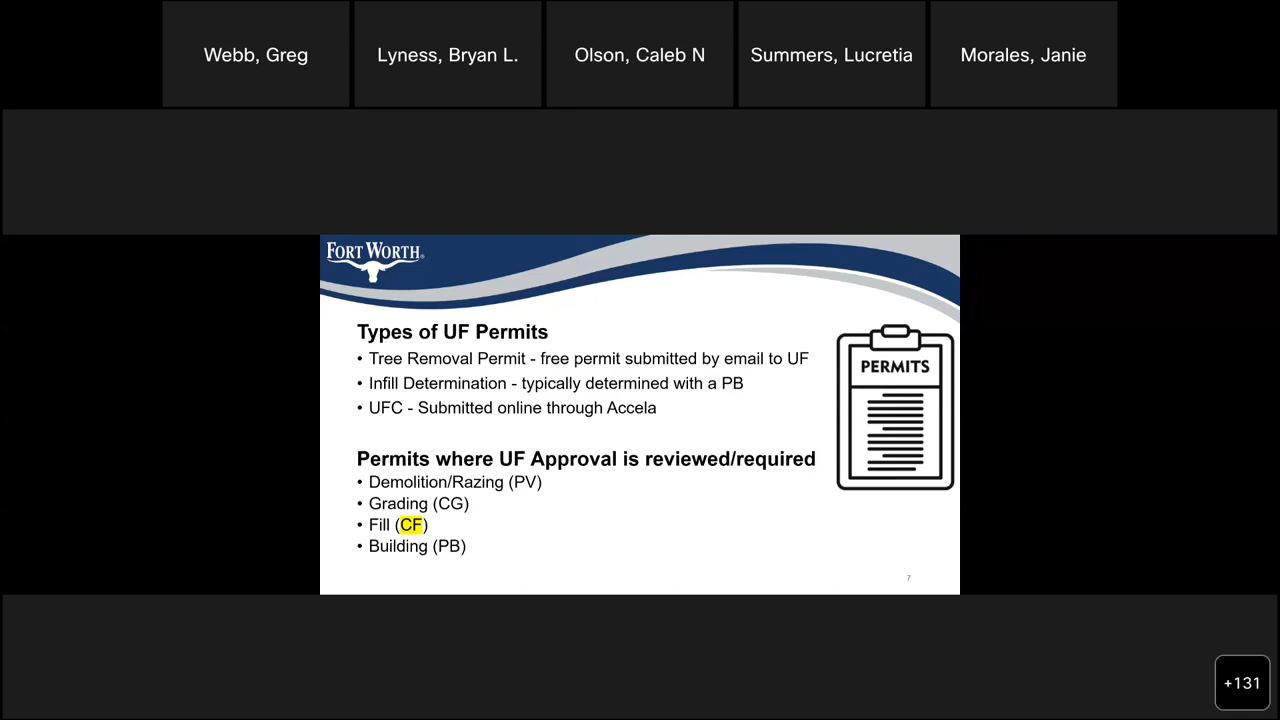 Webb, Greg
Lyness, Bryan L.
Olson, Caleb N
Summers, Lucretia
Morales, Janie
FORT WORTH®
Types of UF Permits
• Tree Removal Permit - free permit submitted by email to UF
• Infill Determination - typically determined with a PB
• UFC - Submitted online through Accela
PERMITS
Permits where UF Approval is reviewed/required
• Demolition/Razing (PV)
• Grading (CG)
• Fill (CF)
• Building (PB)
7
+131